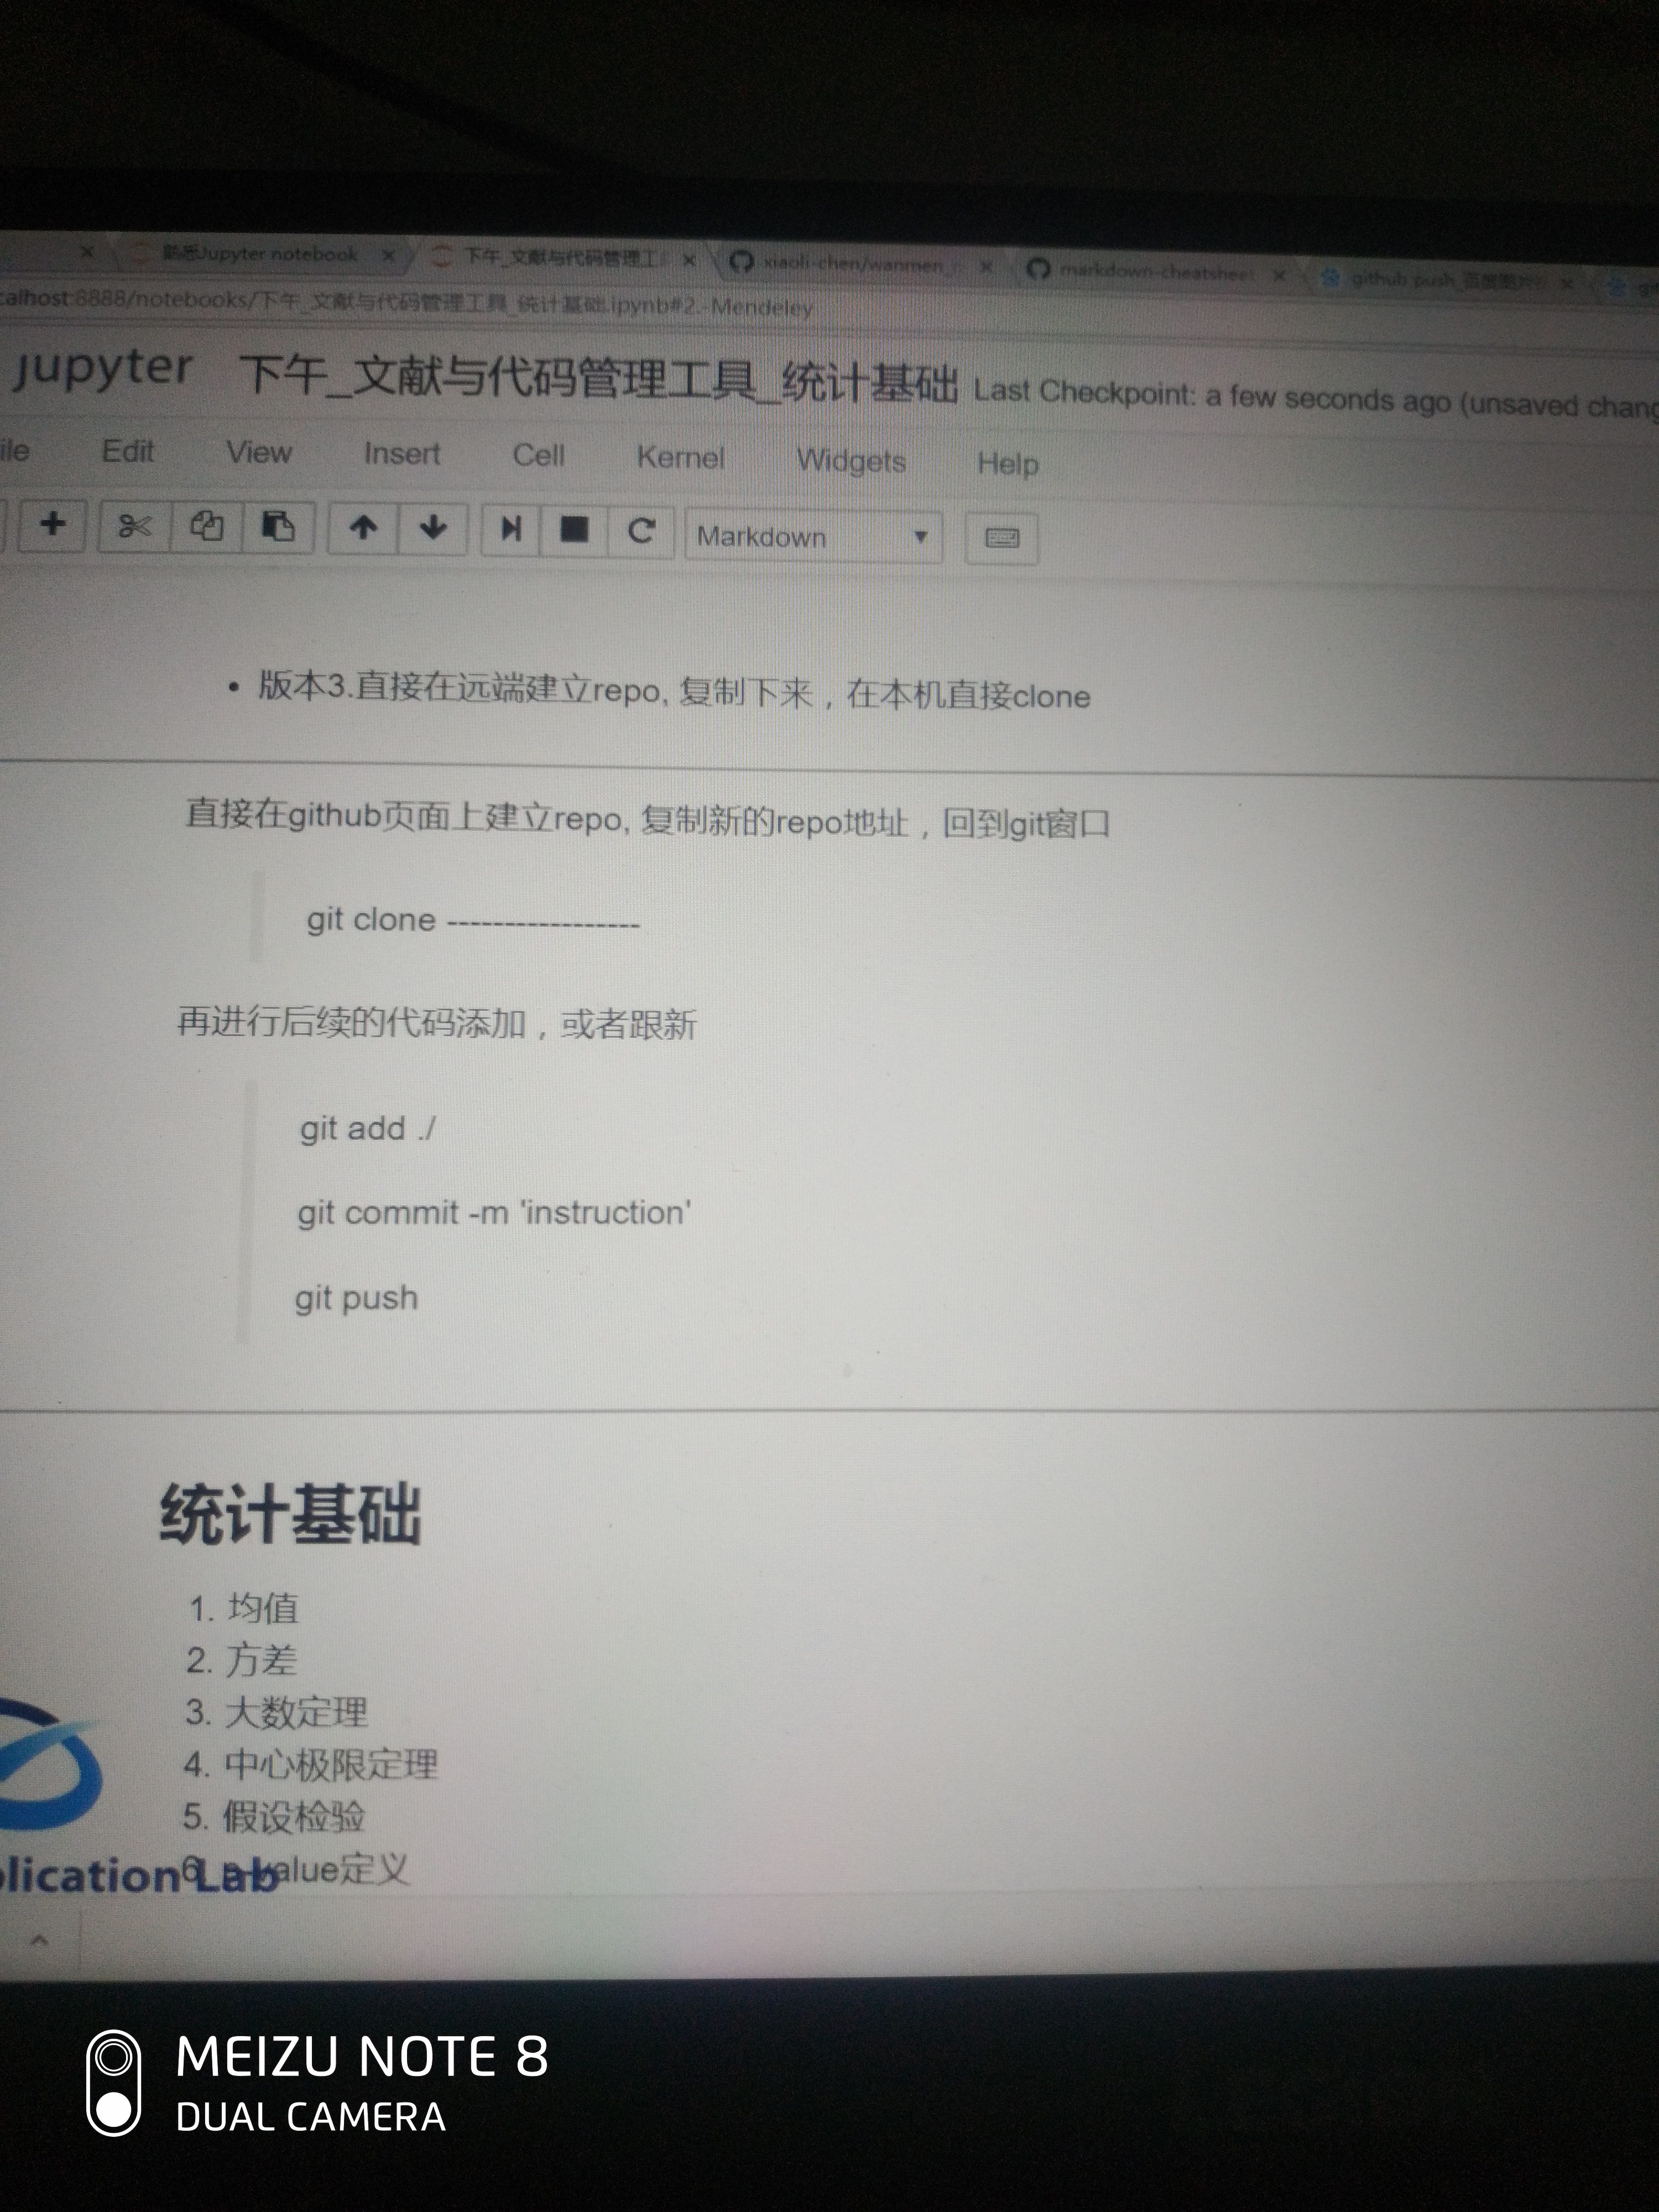 熟悉Jupyter notebook
下午_文献与代码管理工
xiaoli-chen/wanmen_
markdown-cheatsheet
github push_百度
calhost:8888/notebooks/下午_文献与代码管理工具_统计基础.ipynb#2.-Mendeley
jupyter 下午_文献与代码管理工具_统计基础 Last Checkpoint: a few seconds ago (unsaved chang
ile Edit View Insert Cell Kernel Widgets Help
Markdown
• 版本3.直接在远端建立repo, 复制下来，在本机直接clone
直接在github页面上建立repo, 复制新的repo地址，回到git窗口
git clone -----------------
再进行后续的代码添加，或者跟新
git add ./
git commit -m 'instruction'
git push
统计基础
1. 均值
2. 方差
3. 大数定理
4. 中心极限定理
5. 假设检验
6. p-value定义
plication Lab
MEIZU NOTE 8
DUAL CAMERA